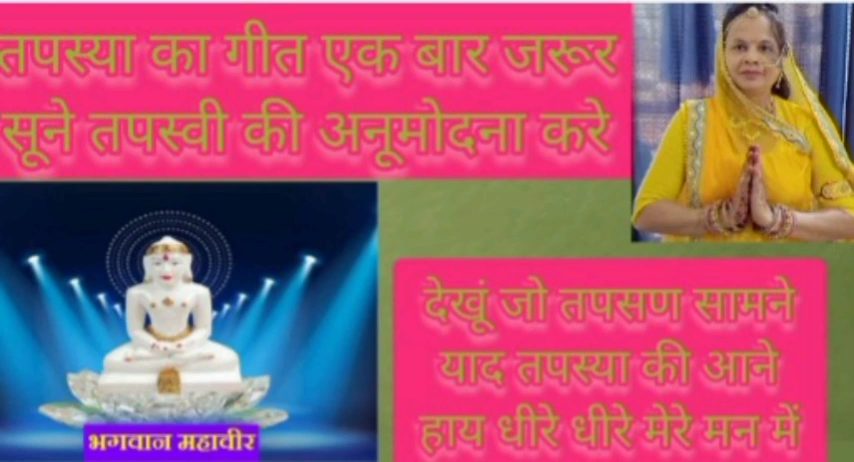 तपस्या का गीत एक बार जरूर
सूने तपस्वी की अनूमोदना करे
देखूं जो तपसण सामने
याद तपस्या की आने
हाय धीरे धीरे मेरे मन में
भगवान महावीर